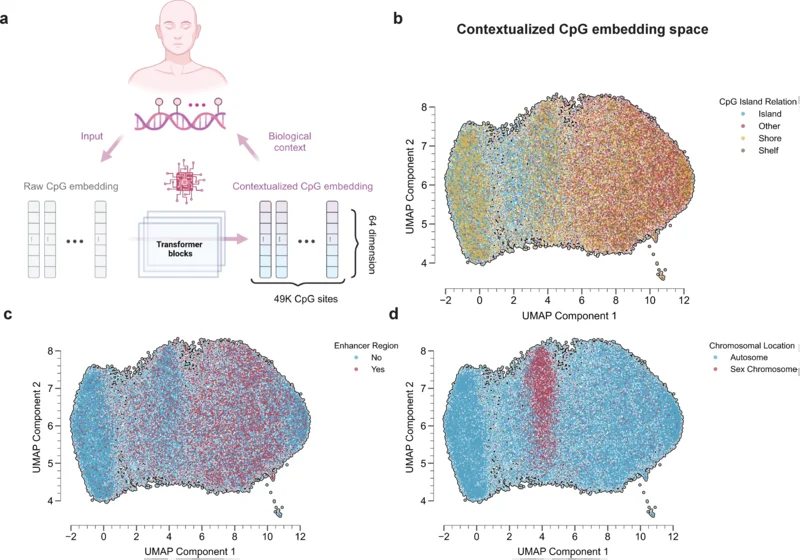 a
Input
Biological
context
Raw CpG embedding
Contextualized CpG embedding
Transformer
blocks
64 dimension
49K CpG sites
b
Contextualized CpG embedding space
UMAP Component 2
8
7
6
5
4
−2 0 2 4 6 8 10 12
UMAP Component 1
CpG Island Relation
Island
Other
Shore
Shelf
c
UMAP Component 2
8
7
6
5
4
−2 0 2 4 6 8 10 12
UMAP Component 1
Enhancer Region
No
Yes
d
UMAP Component 2
8
7
6
5
4
−2 0 2 4 6 8 10 12
UMAP Component 1
Chromosomal Location
Autosome
Sex Chromosome